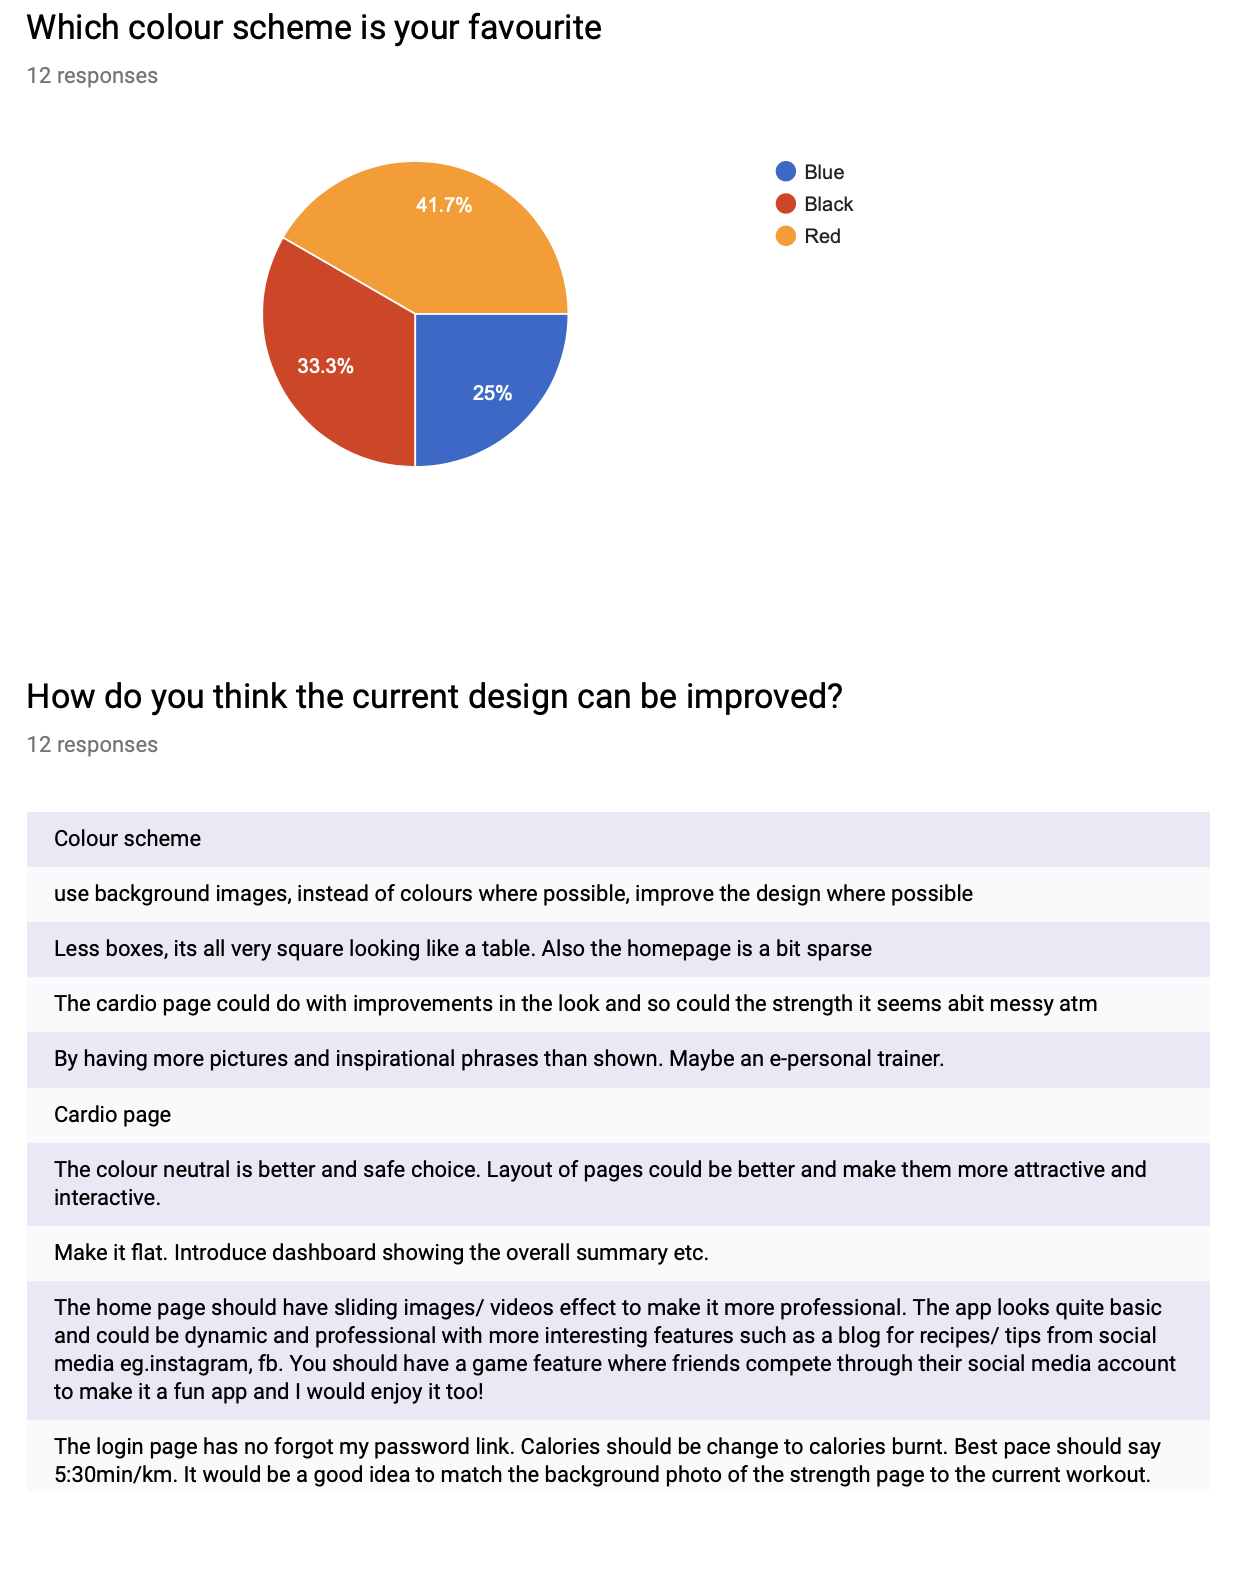 Which colour scheme is your favourite
12 responses
41.7%
33.3%
25%
Blue
Black
Red
How do you think the current design can be improved?
12 responses
Colour scheme
use background images, instead of colours where possible, improve the design where possible
Less boxes, its all very square looking like a table. Also the homepage is a bit sparse
The cardio page could do with improvements in the look and so could the strength it seems abit messy atm
By having more pictures and inspirational phrases than shown. Maybe an e-personal trainer.
Cardio page
The colour neutral is better and safe choice. Layout of pages could be better and make them more attractive and
interactive.
Make it flat. Introduce dashboard showing the overall summary etc.
The home page should have sliding images/ videos effect to make it more professional. The app looks quite basic
and could be dynamic and professional with more interesting features such as a blog for recipes/ tips from social
media eg.instagram, fb. You should have a game feature where friends compete through their social media account
to make it a fun app and I would enjoy it too!
The login page has no forgot my password link. Calories should be change to calories burnt. Best pace should say
5:30min/km. It would be a good idea to match the background photo of the strength page to the current workout.